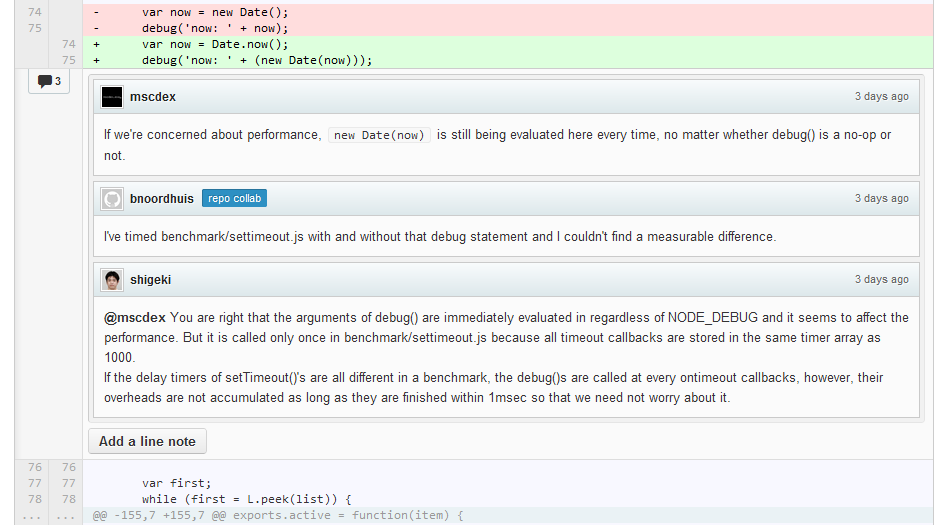 74 - var now = new Date();
75 - debug('now: ' + now);
74 + var now = Date.now();
75 + debug('now: ' + (new Date(now)));
3
mscdex 3 days ago
If we're concerned about performance, new Date(now) is still being evaluated here every time, no matter whether debug() is a no-op or
not.
bnoordhuis repo collab 3 days ago
I've timed benchmark/settimeout.js with and without that debug statement and I couldn't find a measurable difference.
shigeki 3 days ago
@mscdex You are right that the arguments of debug() are immediately evaluated in regardless of NODE_DEBUG and it seems to affect the
performance. But it is called only once in benchmark/settimeout.js because all timeout callbacks are stored in the same timer array as
1000.
If the delay timers of setTimeout()'s are all different in a benchmark, the debug()s are called at every ontimeout callbacks, however, their
overheads are not accumulated as long as they are finished within 1msec so that we need not worry about it.
Add a line note
76 76
77 77 var first;
78 78 while (first = L.peek(list)) {
... ... @@ -155,7 +155,7 @@ exports.active = function(item) {